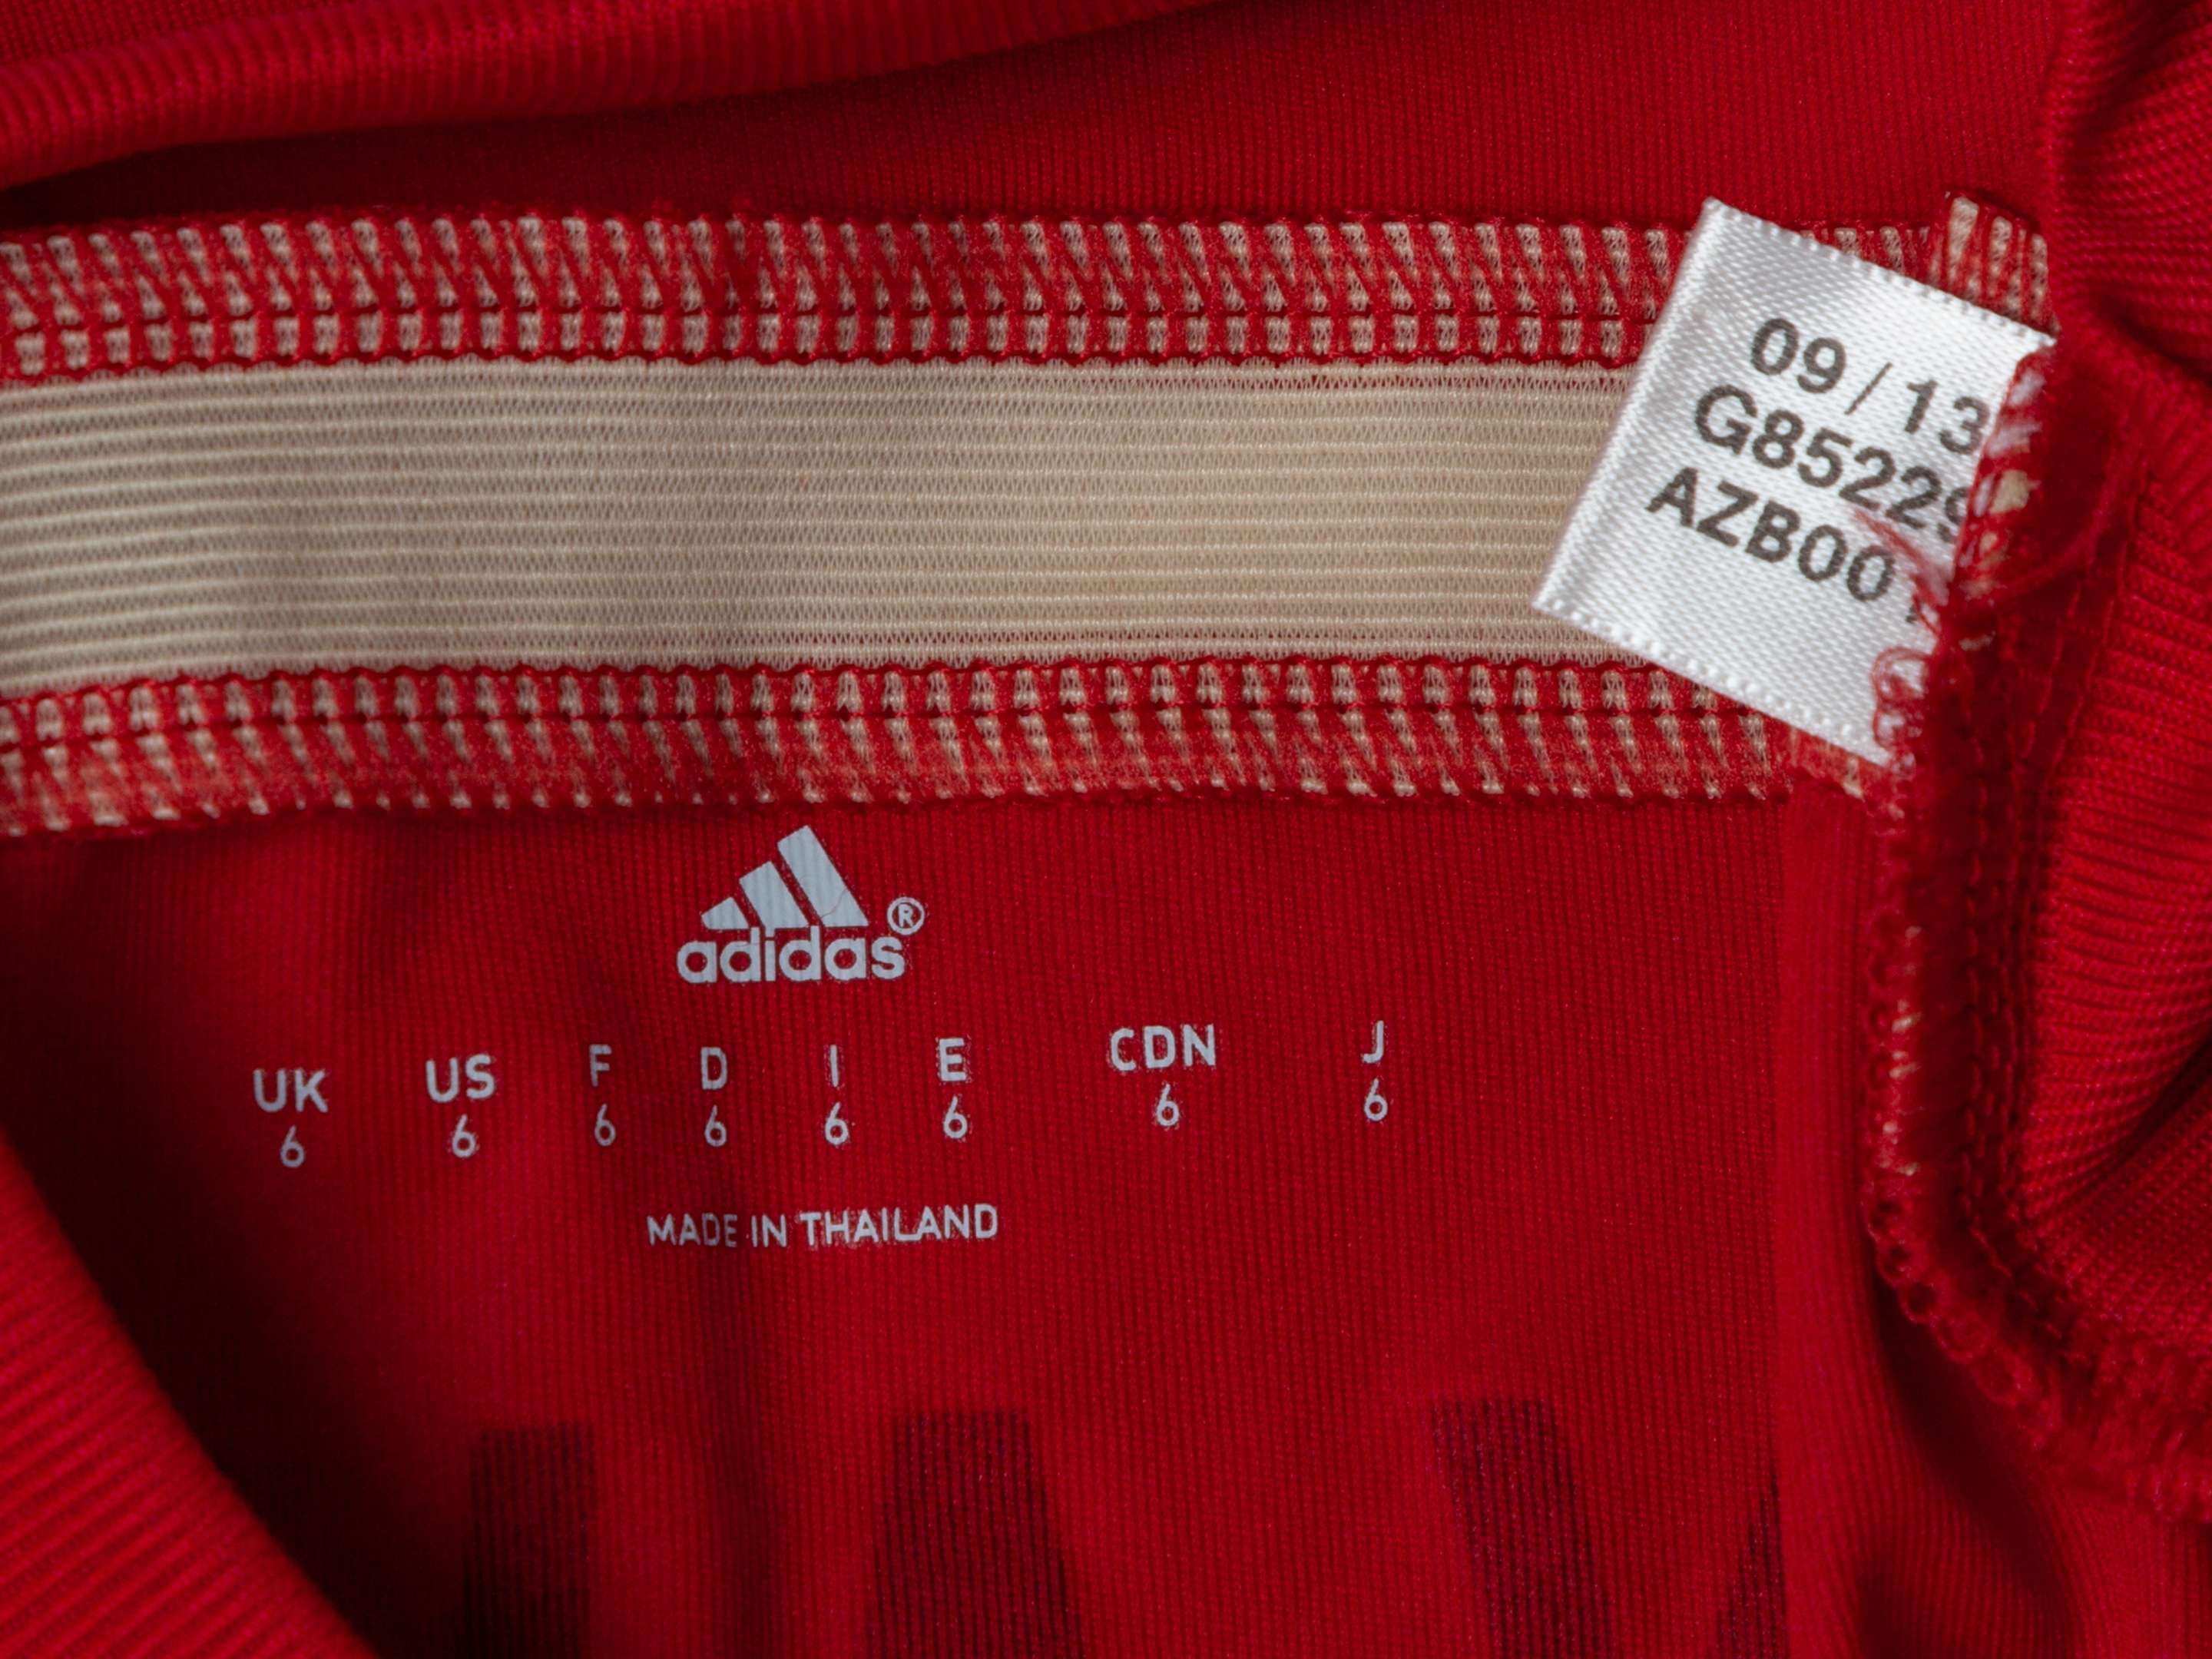 09/13
G85229
AZB00
adidas®
UK US F D I E CDN J
6 6 6 6 6 6 6 6
MADE IN THAILAND